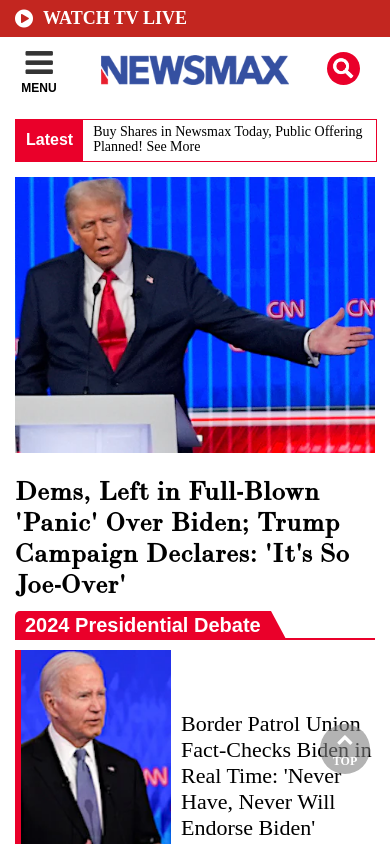 WATCH TV LIVE
MENU
NEWSMAX
Latest
Buy Shares in Newsmax Today, Public Offering
Planned! See More
CNN
CNN
Dems, Left in Full-Blown
'Panic' Over Biden; Trump
Campaign Declares: 'It's So
Joe-Over'
2024 Presidential Debate
Border Patrol Union
Fact-Checks Biden in
Real Time: 'Never
Have, Never Will
Endorse Biden'
TOP